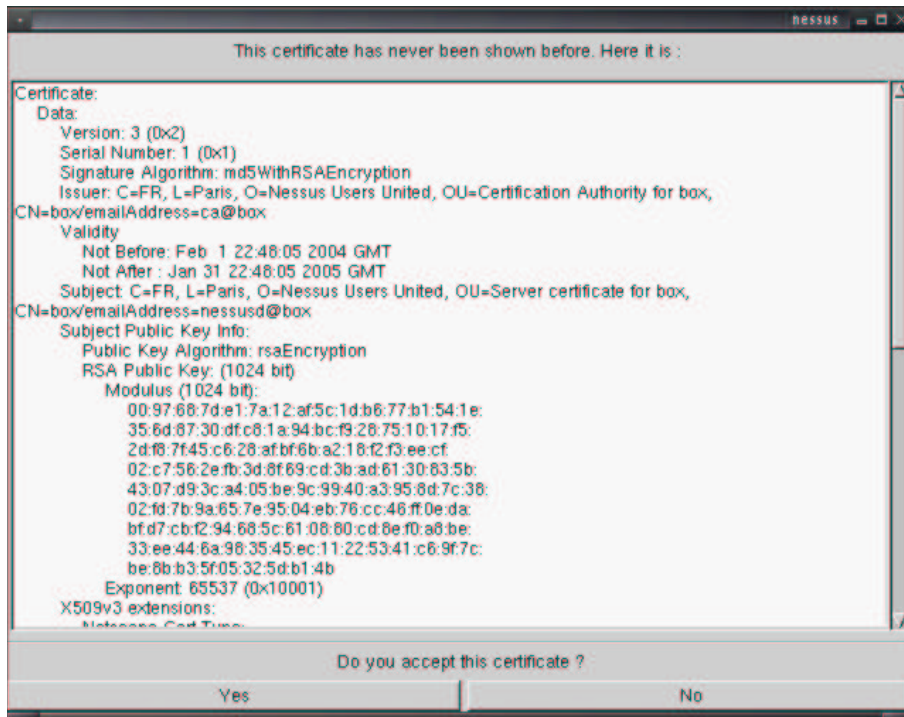 nessus
This certificate has never been shown before. Here it is :
Certificate:
Data:
Version: 3 (0x2)
Serial Number: 1 (0x1)
Signature Algorithm: md5WithRSAEncryption
Issuer: C=FR, L=Paris, O=Nessus Users United, OU=Certification Authority for box,
CN=box/emailAddress=ca@box
Validity
Not Before: Feb 1 22:48:05 2004 GMT
Not After : Jan 31 22:48:05 2005 GMT
Subject: C=FR, L=Paris, O=Nessus Users United, OU=Server certificate for box,
CN=box/emailAddress=nessusd@box
Subject Public Key Info:
Public Key Algorithm: rsaEncryption
RSA Public Key: (1024 bit)
Modulus (1024 bit):
00:97:68:7d:e1:7a:12:af:5c:1d:b6:77:b1:54:1e:
35:6d:87:30:df:c8:1a:94:bc:f9:28:75:10:17:f5:
2d:f8:7f:45:c6:28:af:bf:6b:a2:18:f2:f3:ee:cf:
02:c7:56:2e:fb:3d:8f:69:cd:3b:ad:61:30:83:5b:
43:07:d9:3c:a4:05:be:9c:99:40:a3:95:8d:7c:38:
02:fd:7b:9a:65:7e:95:04:eb:76:cc:46:ff:0e:da:
bf:d7:cb:f2:94:68:5c:61:08:80:cd:8e:f0:a8:be:
33:ee:44:6a:98:35:45:ec:11:22:53:41:c6:9f:7c:
be:8b:b3:5f:05:32:5d:b1:4b
Exponent: 65537 (0x10001)
X509v3 extensions:
Netscape Cert Type:
Do you accept this certificate ?
Yes
No